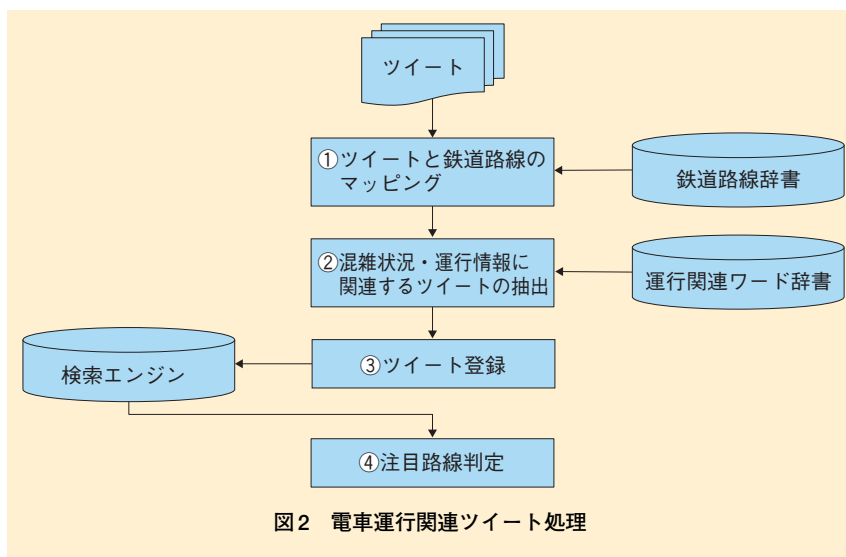 ツイート
①ツイートと鉄道路線の
マッピング
鉄道路線辞書
②混雑状況・運行情報に
関連するツイートの抽出
運行関連ワード辞書
③ツイート登録
検索エンジン
④注目路線判定
図2 電車運行関連ツイート処理